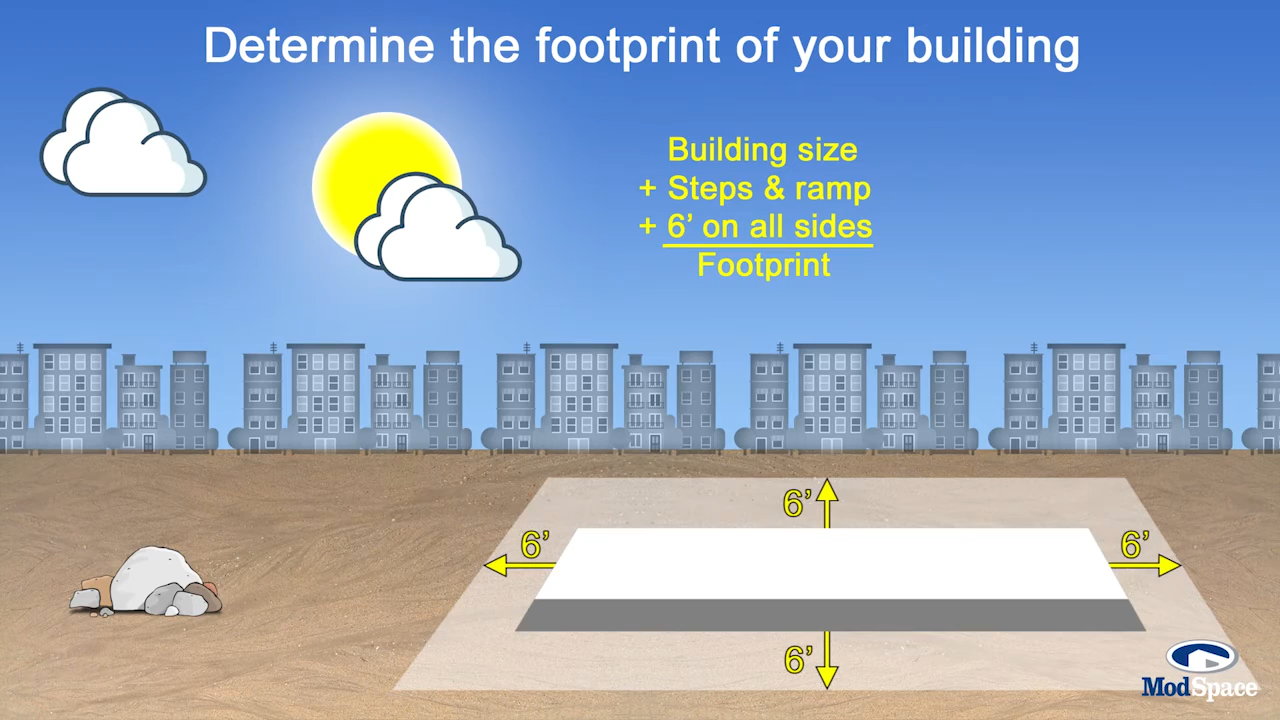 Determine the footprint of your building
Building size
+ Steps & ramp
+ 6’ on all sides
Footprint
6’
6’
6’
6’
ModSpace